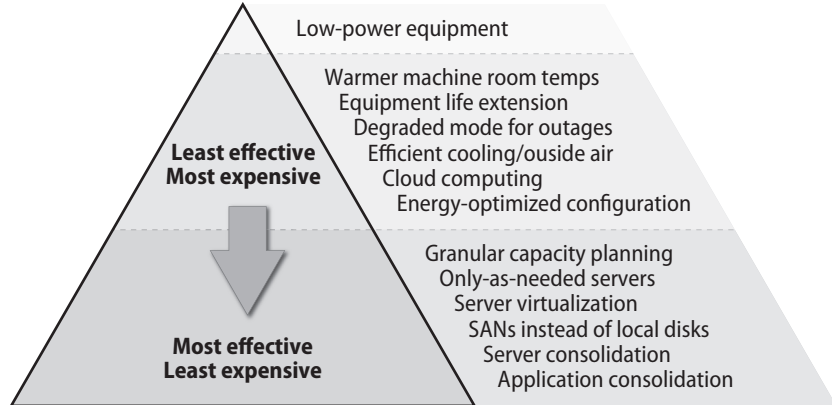 Low-power equipment
Warmer machine room temps
Equipment life extension
Degraded mode for outages
Efficient cooling/ouside air
Cloud computing
Energy-optimized configuration
Least effective
Most expensive
Granular capacity planning
Only-as-needed servers
Server virtualization
SANs instead of local disks
Server consolidation
Application consolidation
Most effective
Least expensive